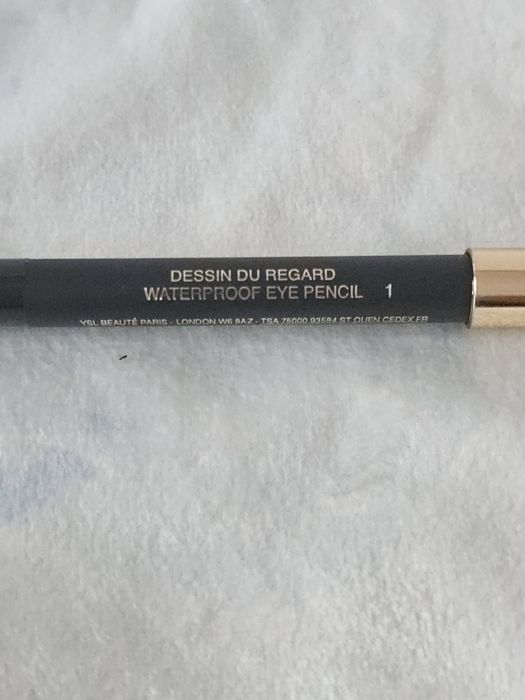 DESSIN DU REGARD
WATERPROOF EYE PENCIL 1
YSL BEAUTÉ PARIS - LONDON W6 8AZ - TSA 75000 93584 ST OUEN CEDEX FR